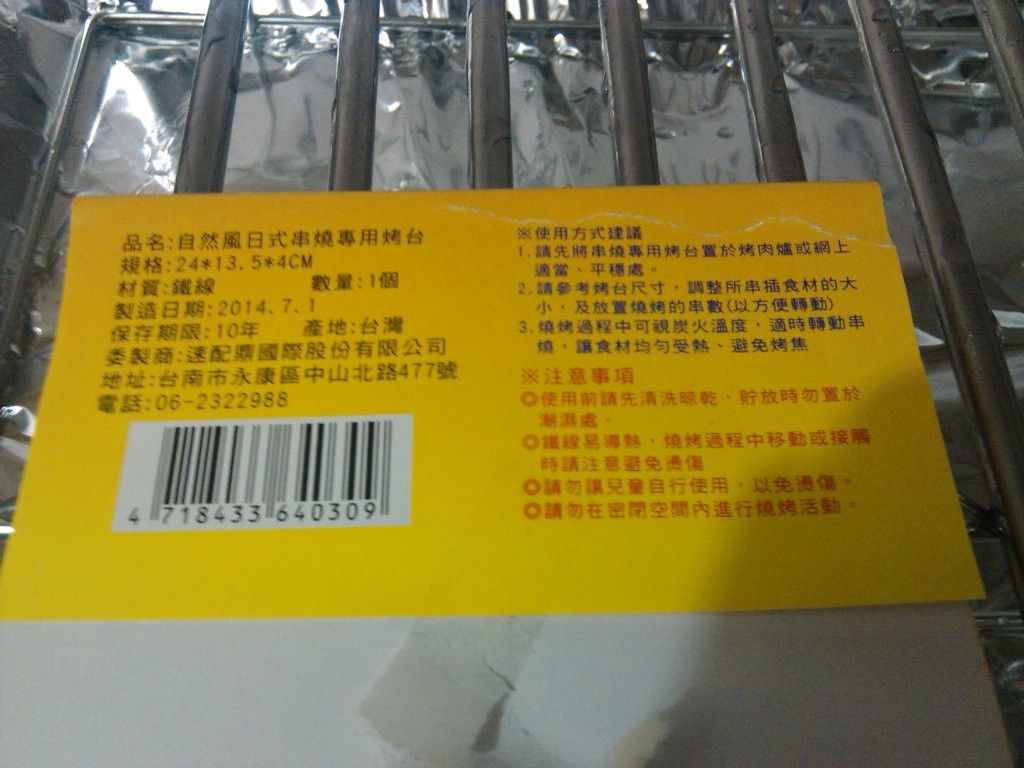 品名:自然風日式串燒專用烤台
規格:24*13.5*4CM
材質:鐵線　數量:1個
製造日期:2014.7.1
保存期限:10年　產地:台灣
委製商:速配鼎國際股份有限公司
地址:台南市永康區中山北路477號
電話:06-2322988
4 718433 640309
※使用方式建議
1.請先將串燒專用烤台置於烤肉爐或網上
適當、平穩處。
2.請參考烤台尺寸，調整所串插食材的大
小，及放置燒烤的串數(以方便轉動)
3.燒烤過程中可視炭火溫度，適時轉動串
燒，讓食材均勻受熱、避免烤焦
※注意事項
◎使用前請先清洗晾乾，貯放時勿置於
潮濕處。
◎鐵線易導熱，燒烤過程中移動或接觸
時請注意避免燙傷
◎請勿讓兒童自行使用，以免燙傷。
◎請勿在密閉空間內進行燒烤活動。